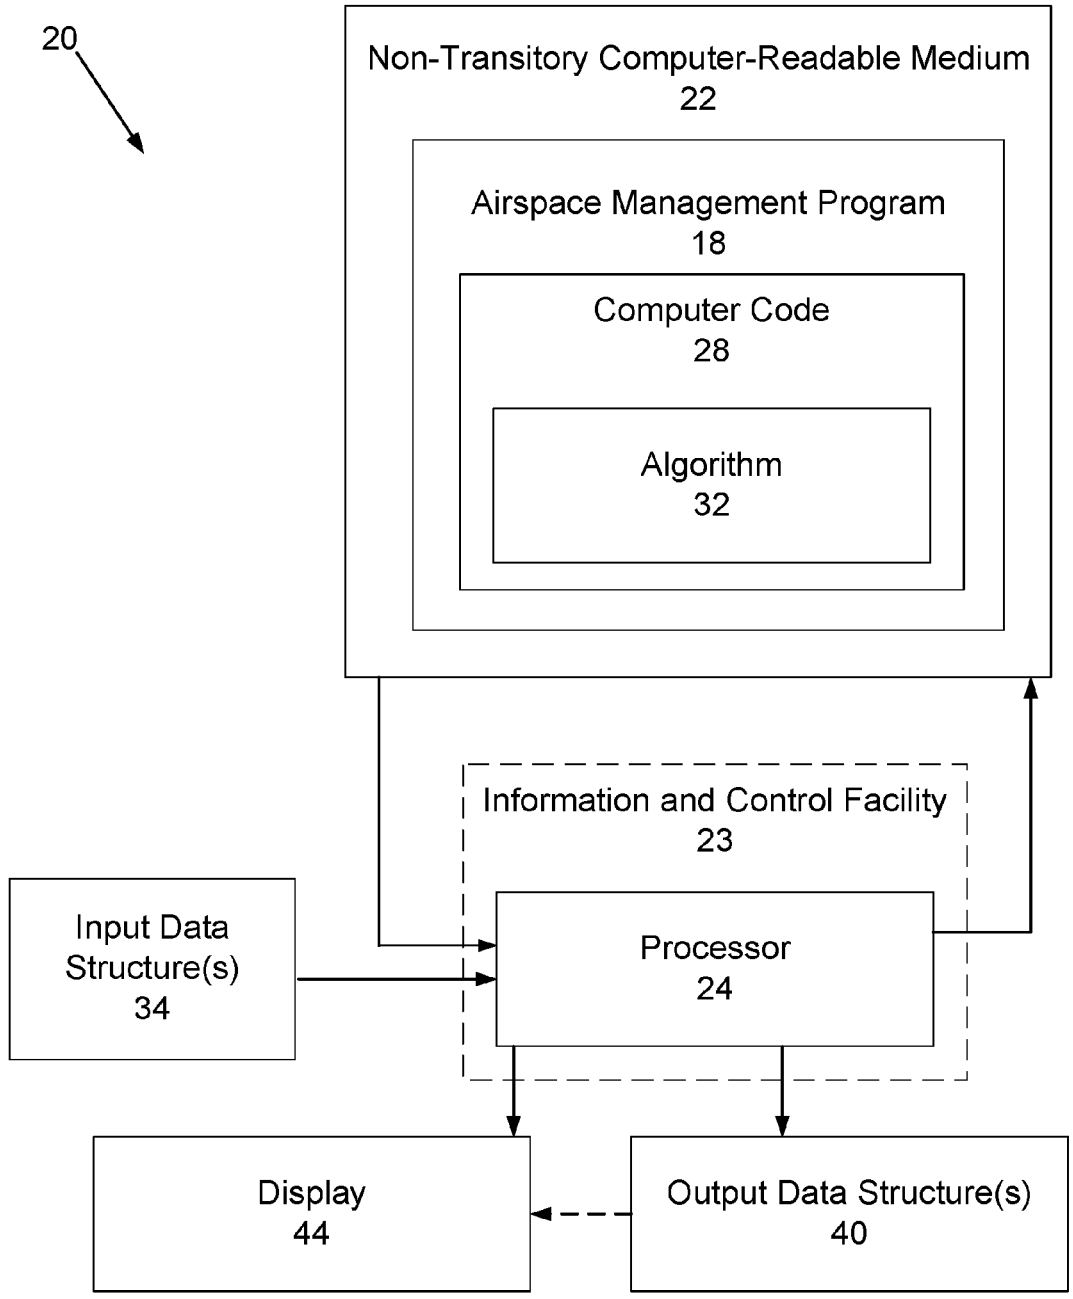 20
Non-Transitory Computer-Readable Medium
22
Airspace Management Program
18
Computer Code
28
Algorithm
32
Information and Control Facility
23
Input Data
Structure(s)
34
Processor
24
Display
44
Output Data Structure(s)
40